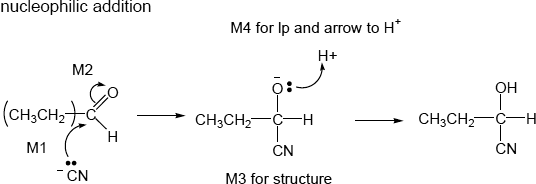 nucleophilic addition
M4 for lp and arrow to H⁺
H+
M2
O
(CH₃CH₂)—C
H
M1
:⁻CN
⁻O:
CH₃CH₂—C—H
CN
M3 for structure
OH
CH₃CH₂—C—H
CN